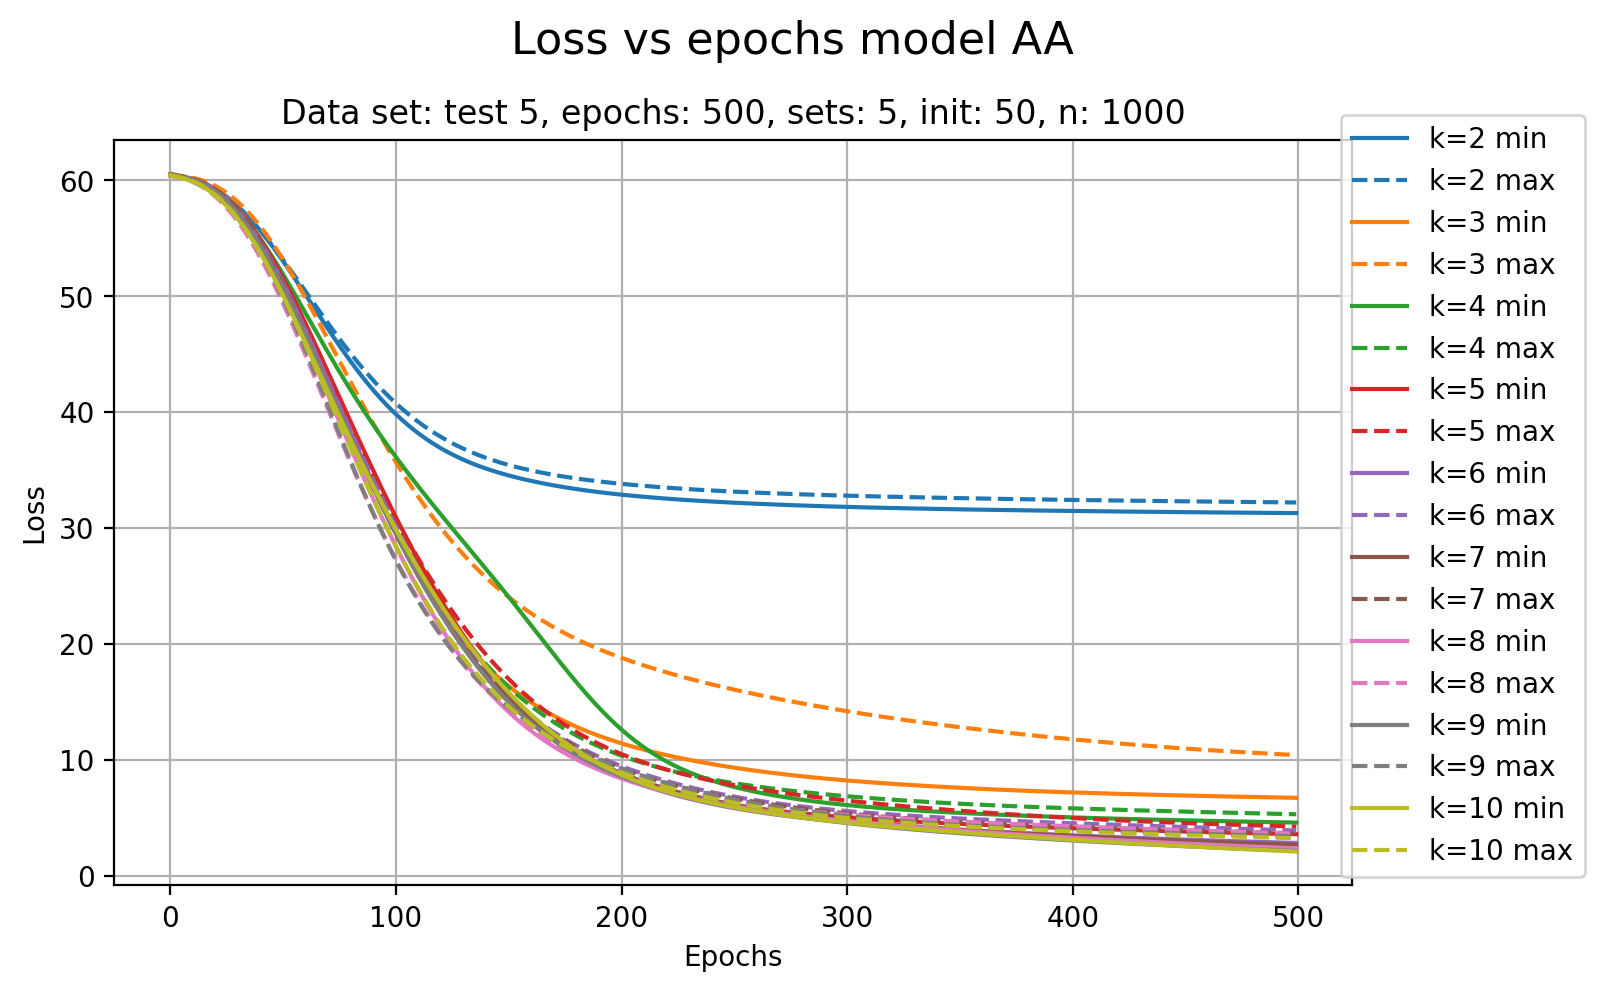 Loss vs epochs model AA
Data set: test 5, epochs: 500, sets: 5, init: 50, n: 1000
Loss
60
50
40
30
20
10
0
0 100 200 300 400 500
Epochs
k=2 min
k=2 max
k=3 min
k=3 max
k=4 min
k=4 max
k=5 min
k=5 max
k=6 min
k=6 max
k=7 min
k=7 max
k=8 min
k=8 max
k=9 min
k=9 max
k=10 min
k=10 max